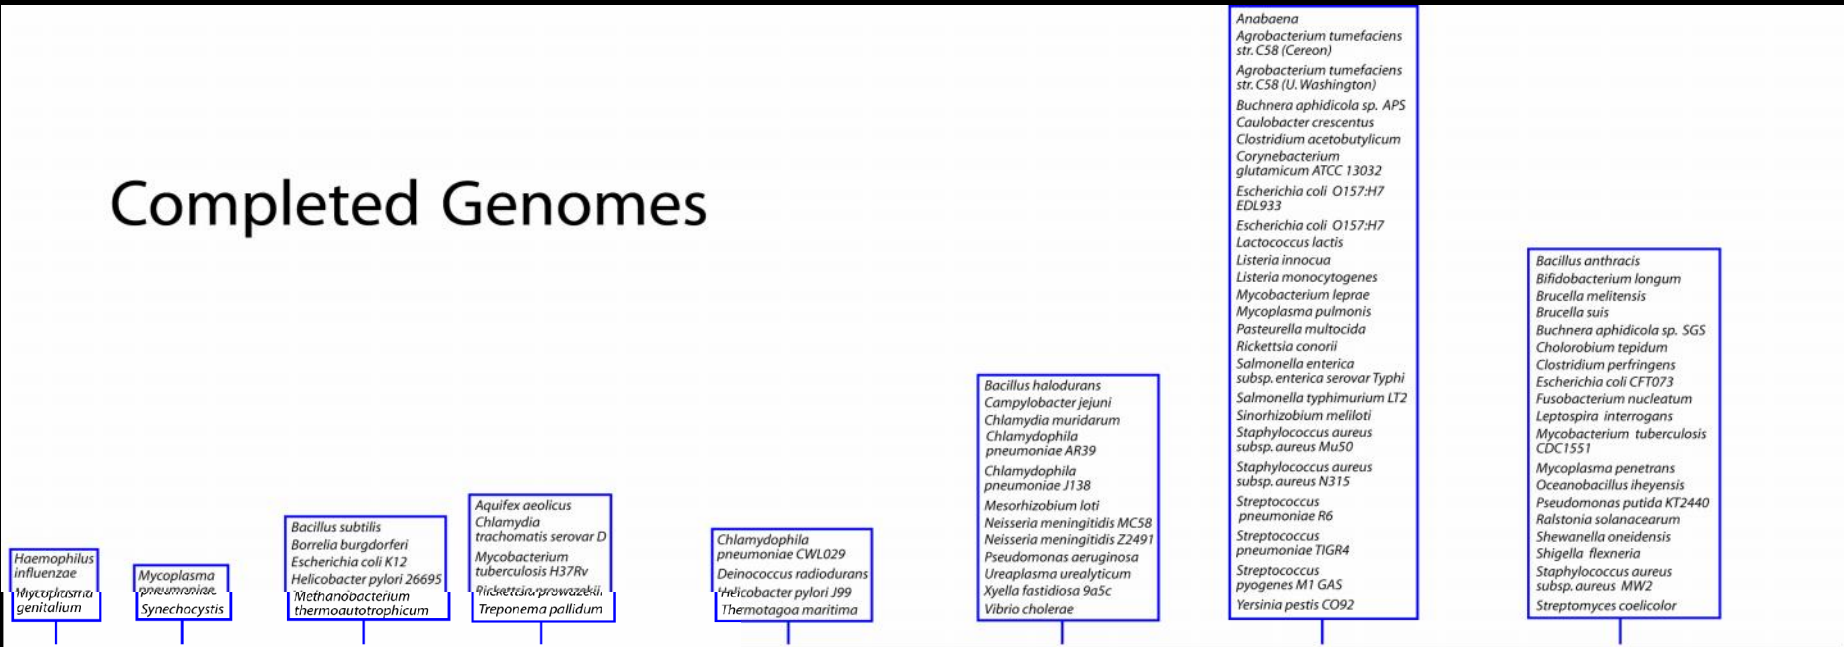 Completed Genomes
Haemophilus
influenzae
Mycoplasma
genitalium
Mycoplasma
pneumoniae
Synechocystis
Bacillus subtilis
Borrelia burgdorferi
Escherichia coli K12
Helicobacter pylori 26695
Methanobacterium
thermoautotrophicum
Aquifex aeolicus
Chlamydia
trachomatis serovar D
Mycobacterium
tuberculosis H37Rv
Rickettsia prowazekii
Treponema pallidum
Chlamydophila
pneumoniae CWL029
Deinococcus radiodurans
Helicobacter pylori J99
Thermotagoa maritima
Bacillus halodurans
Campylobacter jejuni
Chlamydia muridarum
Chlamydophila
pneumoniae AR39
Chlamydophila
pneumoniae J138
Mesorhizobium loti
Neisseria meningitidis MC58
Neisseria meningitidis Z2491
Pseudomonas aeruginosa
Ureaplasma urealyticum
Xyella fastidiosa 9a5c
Vibrio cholerae
Anabaena
Agrobacterium tumefaciens
str. C58 (Cereon)
Agrobacterium tumefaciens
str. C58 (U. Washington)
Buchnera aphidicola sp. APS
Caulobacter crescentus
Clostridium acetobutylicum
Corynebacterium
glutamicum ATCC 13032
Escherichia coli O157:H7
EDL933
Escherichia coli O157:H7
Lactococcus lactis
Listeria innocua
Listeria monocytogenes
Mycobacterium leprae
Mycoplasma pulmonis
Pasteurella multocida
Rickettsia conorii
Salmonella enterica
subsp. enterica serovar Typhi
Salmonella typhimurium LT2
Sinorhizobium meliloti
Staphylococcus aureus
subsp. aureus Mu50
Staphylococcus aureus
subsp. aureus N315
Streptococcus
pneumoniae R6
Streptococcus
pneumoniae TIGR4
Streptococcus
pyogenes M1 GAS
Yersinia pestis CO92
Bacillus anthracis
Bifidobacterium longum
Brucella melitensis
Brucella suis
Buchnera aphidicola sp. SGS
Cholorobium tepidum
Clostridium perfringens
Escherichia coli CFT073
Fusobacterium nucleatum
Leptospira interrogans
Mycobacterium tuberculosis
CDC1551
Mycoplasma penetrans
Oceanobacillus iheyensis
Pseudomonas putida KT2440
Ralstonia solanacearum
Shewanella oneidensis
Shigella flexneria
Staphylococcus aureus
subsp. aureus MW2
Streptomyces coelicolor